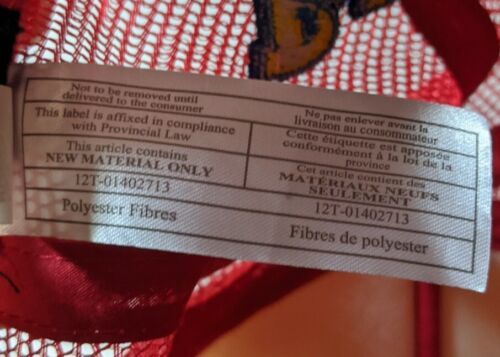 Not to be removed until
delivered to the consumer
This label is affixed in compliance
with Provincial Law
This article contains
NEW MATERIAL ONLY
12T-01402713
Polyester Fibres
Ne pas enlever avant la
livraison au consommateur
Cette étiquette est apposée
conformément à la loi de la
province
Cet article contient des
MATÉRIAUX NEUFS
SEULEMENT
12T-01402713
Fibres de polyester